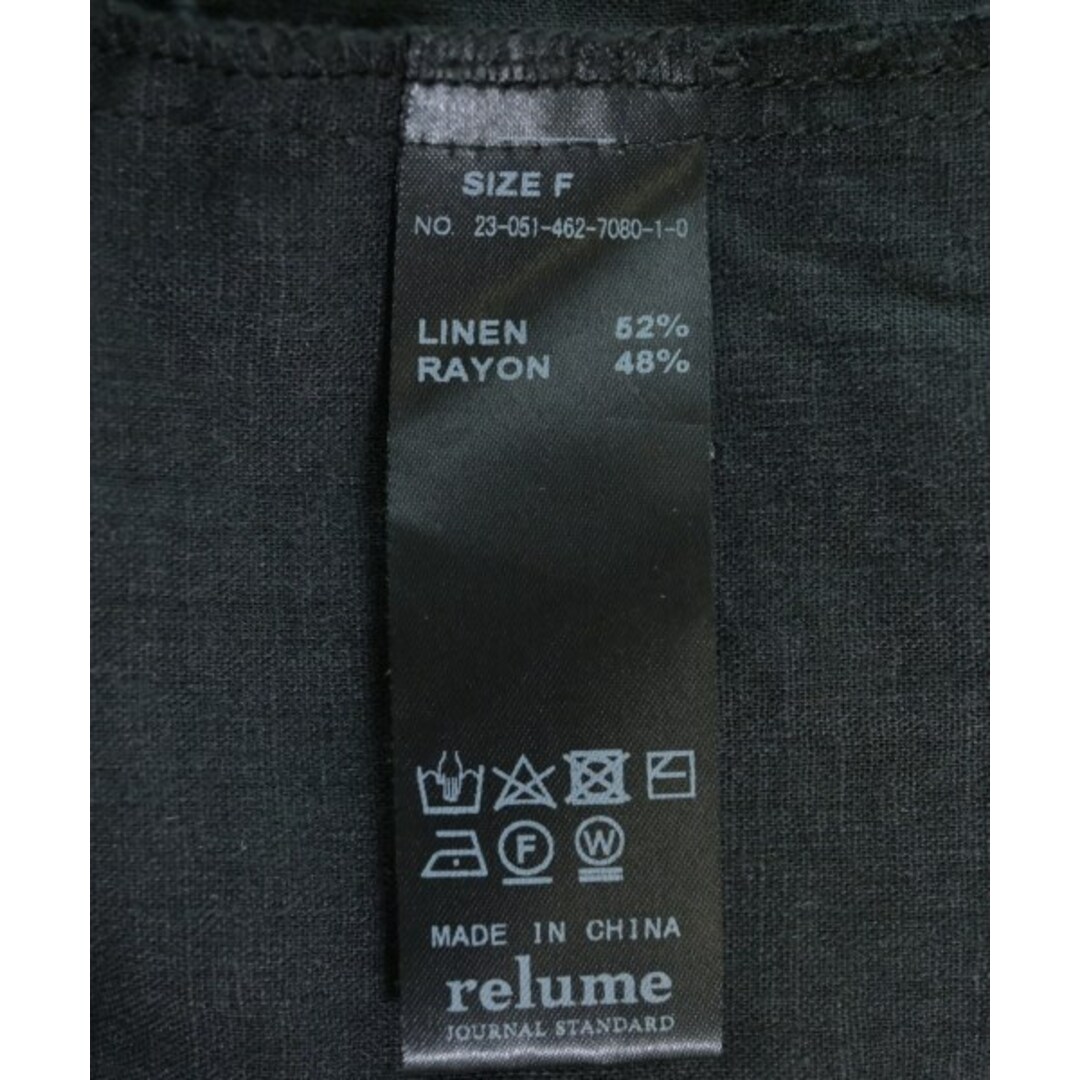 SIZE F
NO. 23-051-462-7080-1-0
LINEN 52%
RAYON 48%
F W
MADE IN CHINA
relume
JOURNAL STANDARD